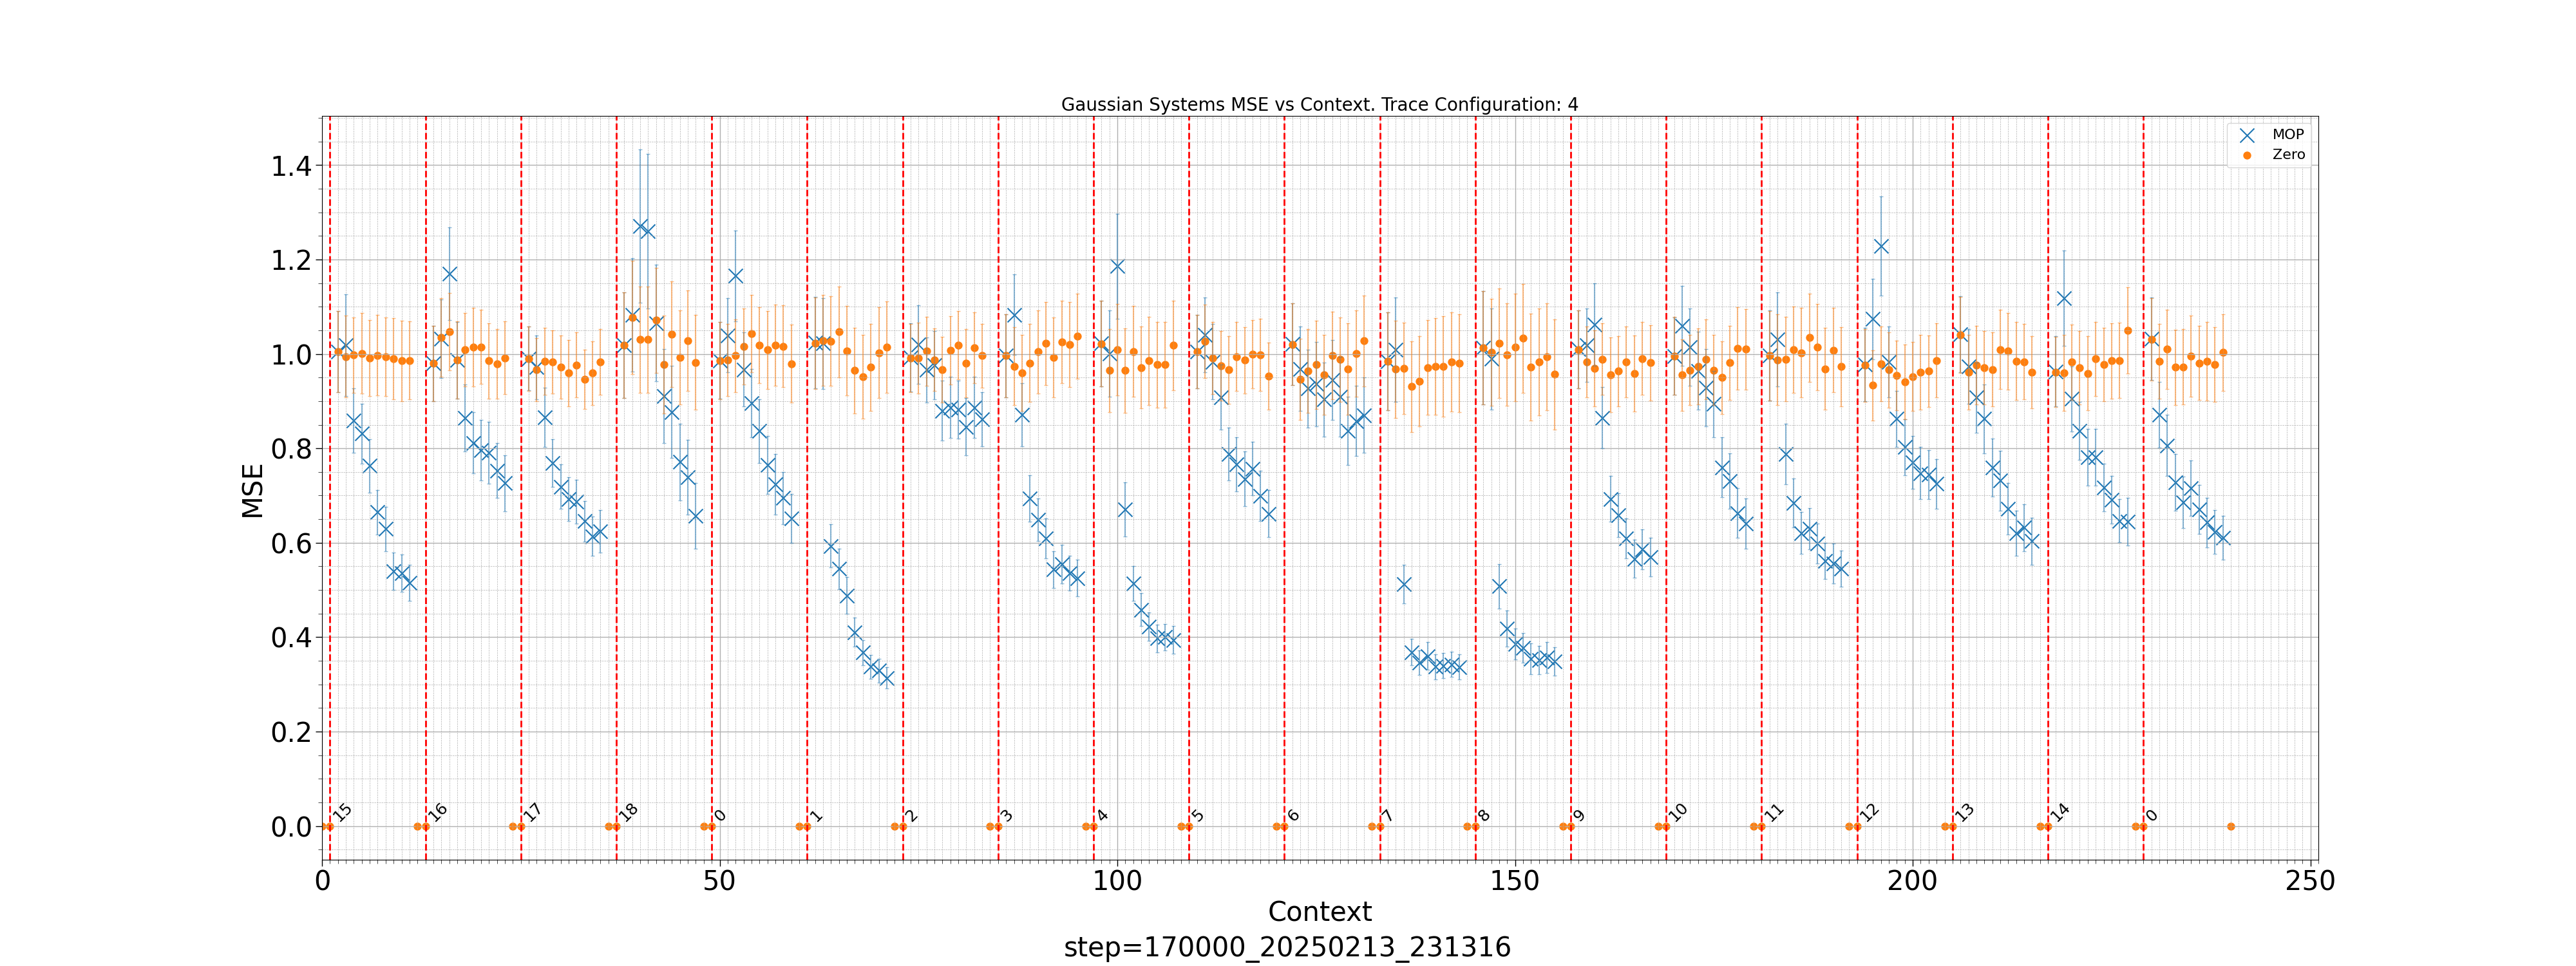 Gaussian Systems MSE vs Context. Trace Configuration: 4
MOP
Zero
MSE
1.4
1.2
1.0
0.8
0.6
0.4
0.2
0.0
15 16 17 18 0 1 2 3 4 5 6 7 8 9 10 11 12 13 14 0
0 50 100 150 200 250
Context
step=170000_20250213_231316